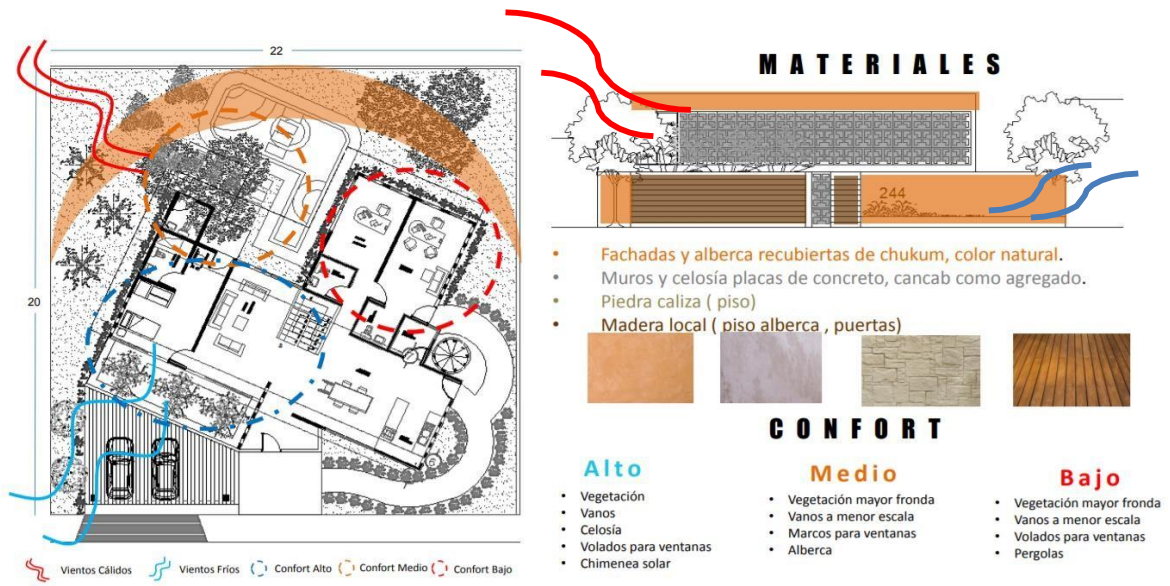 22
20
Vientos Cálidos
Vientos Fríos
Confort Alto
Confort Medio
Confort Bajo
MATERIALES
244
• Fachadas y alberca recubiertas de chukum, color natural.
• Muros y celosía placas de concreto, cancab como agregado.
• Piedra caliza ( piso)
• Madera local ( piso alberca , puertas)
CONFORT
Alto
• Vegetación
• Vanos
• Celosía
• Volados para ventanas
• Chimenea solar
Medio
• Vegetación mayor fronda
• Vanos a menor escala
• Marcos para ventanas
• Alberca
Bajo
• Vegetación mayor fronda
• Vanos a menor escala
• Volados para ventanas
• Pergolas